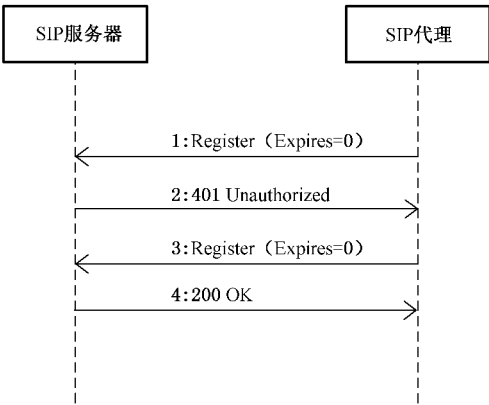 SIP服务器
SIP代理
1:Register（Expires=0）
2:401 Unauthorized
3:Register（Expires=0）
4:200 OK